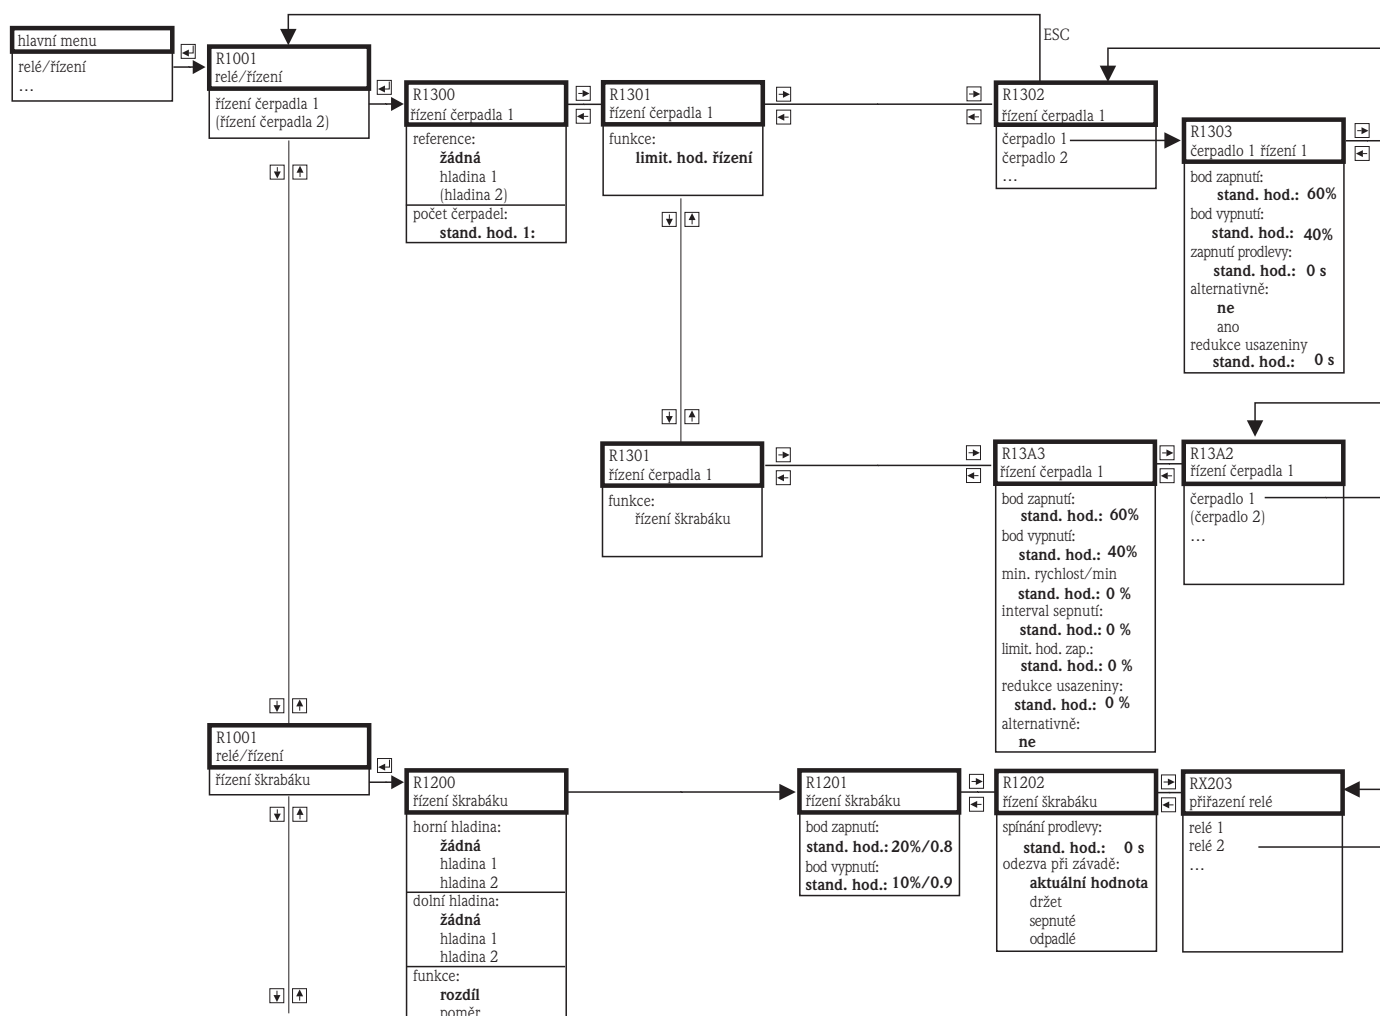 ESC
hlavní menu
relé/řízení
…
R1001
relé/řízení
řízení čerpadla 1
(řízení čerpadla 2)
R1300
řízení čerpadla 1
reference:
žádná
hladina 1
(hladina 2)
počet čerpadel:
stand. hod. 1:
R1301
řízení čerpadla 1
funkce:
limit. hod. řízení
R1302
řízení čerpadla 1
čerpadlo 1
čerpadlo 2
…
R1303
čerpadlo 1 řízení 1
bod zapnutí:
stand. hod.: 60%
bod vypnutí:
stand. hod.: 40%
zapnutí prodlevy:
stand. hod.: 0 s
alternativně:
ne
ano
redukce usazeniny
stand. hod.: 0 s
R1301
řízení čerpadla 1
funkce:
řízení škrabáku
R13A3
řízení čerpadla 1
bod zapnutí:
stand. hod.: 60%
bod vypnutí:
stand. hod.: 40%
min. rychlost/min
stand. hod.: 0 %
interval sepnutí:
stand. hod.: 0 %
limit. hod. zap.:
stand. hod.: 0 %
redukce usazeniny:
stand. hod.: 0 %
alternativně:
ne
R13A2
řízení čerpadla 1
čerpadlo 1
(čerpadlo 2)
…
R1001
relé/řízení
řízení škrabáku
R1200
řízení škrabáku
horní hladina:
žádná
hladina 1
hladina 2
dolní hladina:
žádná
hladina 1
hladina 2
funkce:
rozdíl
poměr
R1201
řízení škrabáku
bod zapnutí:
stand. hod.: 20%/0.8
bod vypnutí:
stand. hod.: 10%/0.9
R1202
řízení škrabáku
spínání prodlevy:
stand. hod.: 0 s
odezva při závadě:
aktuální hodnota
držet
sepnuté
odpadlé
RX203
přiřazení relé
relé 1
relé 2
…